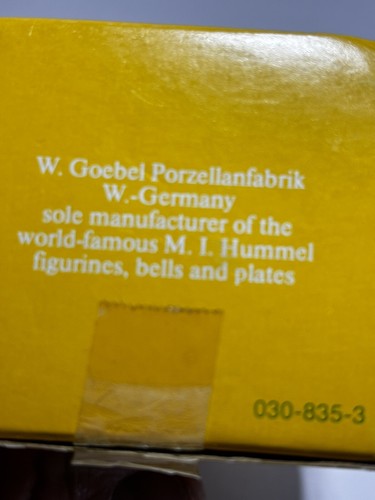 W. Goebel Porzellanfabrik
W.-Germany
sole manufacturer of the
world-famous M. I. Hummel
figurines, bells and plates
030-835-3